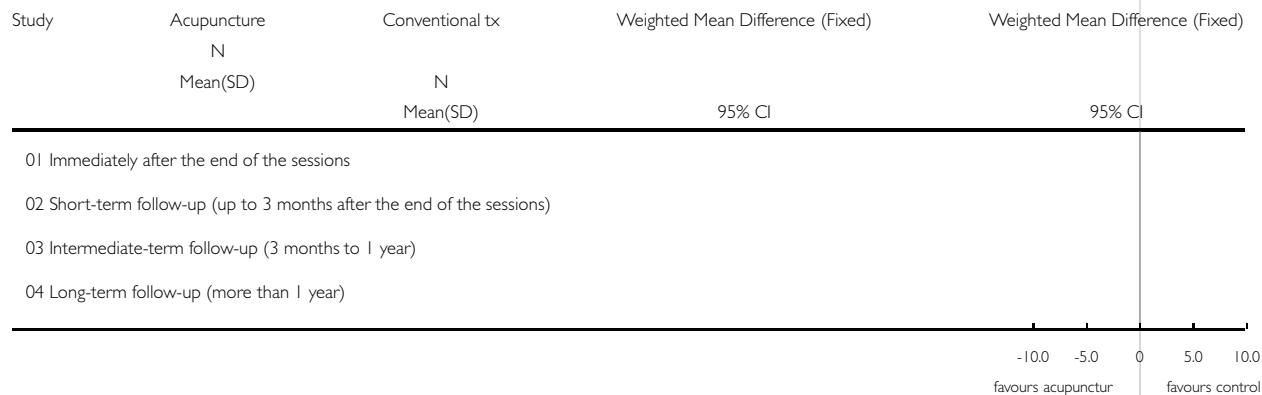 Study Acupuncture Conventional tx Weighted Mean Difference (Fixed) Weighted Mean Difference (Fixed)
N
Mean(SD) N
Mean(SD) 95% CI 95% CI
01 Immediately after the end of the sessions
02 Short-term follow-up (up to 3 months after the end of the sessions)
03 Intermediate-term follow-up (3 months to 1 year)
04 Long-term follow-up (more than 1 year)
-10.0 -5.0 0 5.0 10.0
favours acupunctur favours control